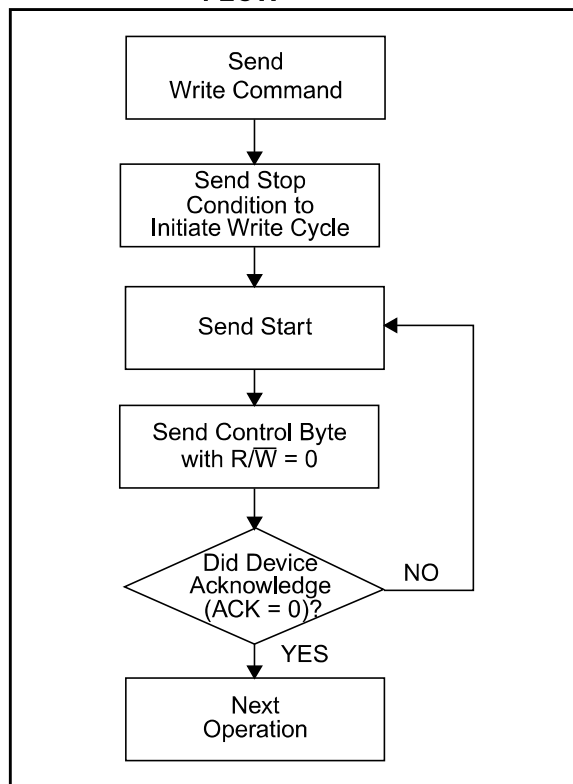 Send
Write Command
Send Stop
Condition to
Initiate Write Cycle
Send Start
Send Control Byte
with R/W̅ = 0
Did Device
Acknowledge
(ACK = 0)?
NO
YES
Next
Operation